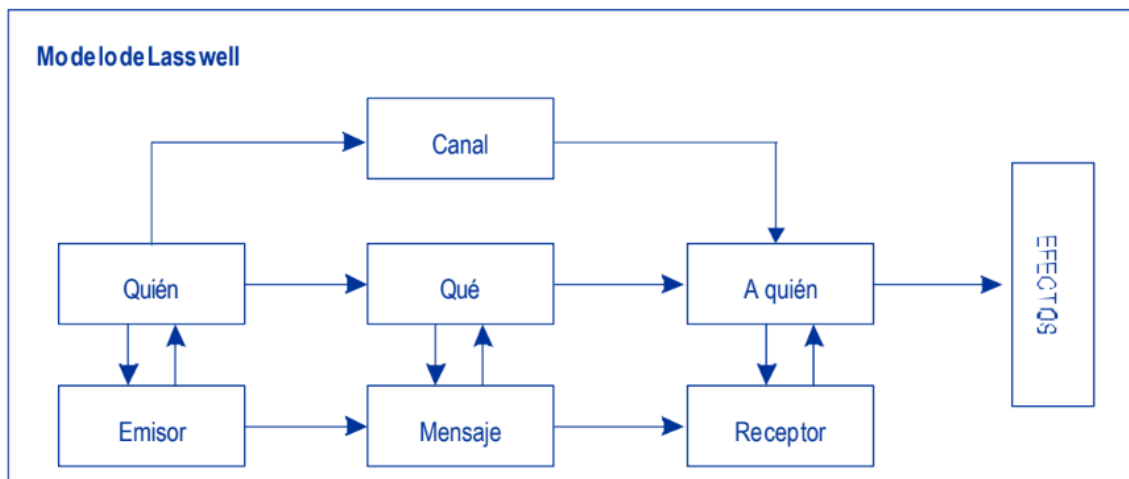 Modelo de Lasswell
Canal
Quién
Qué
A quién
EFECTOS
Emisor
Mensaje
Receptor